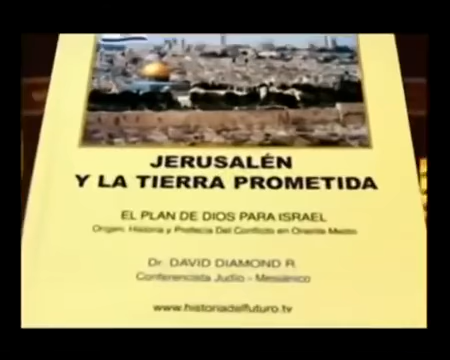 JERUSALÉN
Y LA TIERRA PROMETIDA
EL PLAN DE DIOS PARA ISRAEL
Origen, Historia y Profecía Del Conflicto en Oriente Medio
Dr. DAVID DIAMOND R.
Conferencista Judío - Mesiánico
www.historiadelfuturo.tv